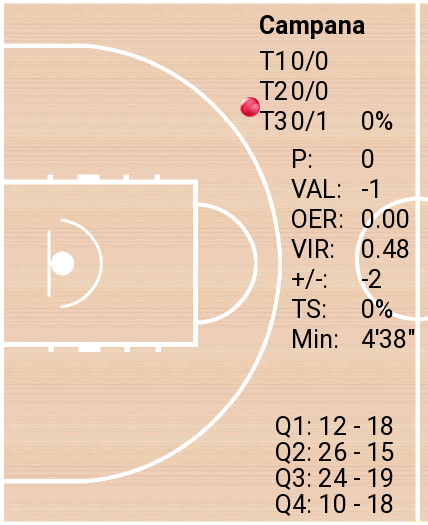 Campana
T1 0/0
T2 0/0
T3 0/1 0%
P: 0
VAL: -1
OER: 0.00
VIR: 0.48
+/-: -2
TS: 0%
Min: 4'38"
Q1: 12 - 18
Q2: 26 - 15
Q3: 24 - 19
Q4: 10 - 18